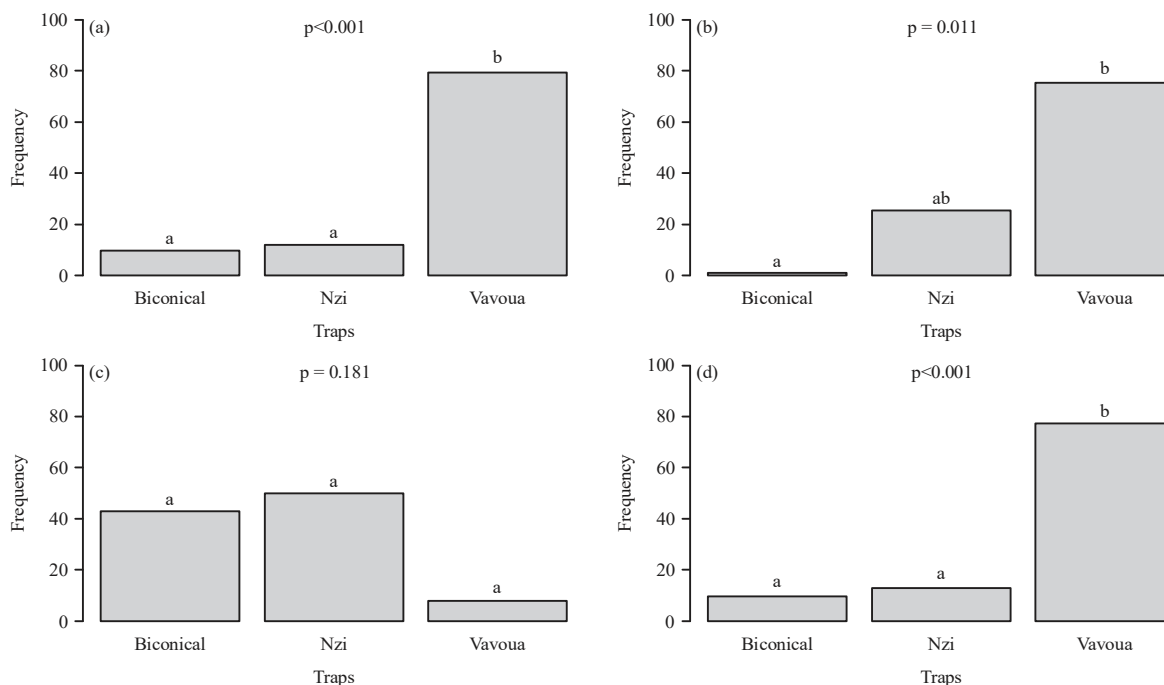 (a) p<0.001
100
80
60
40
20
0
Frequency
a
a
b
Biconical Nzi Vavoua
Traps
(b) p = 0.011
100
80
60
40
20
0
Frequency
a
ab
b
Biconical Nzi Vavoua
Traps
(c) p = 0.181
100
80
60
40
20
0
Frequency
a
a
a
Biconical Nzi Vavoua
Traps
(d) p<0.001
100
80
60
40
20
0
Frequency
a
a
b
Biconical Nzi Vavoua
Traps